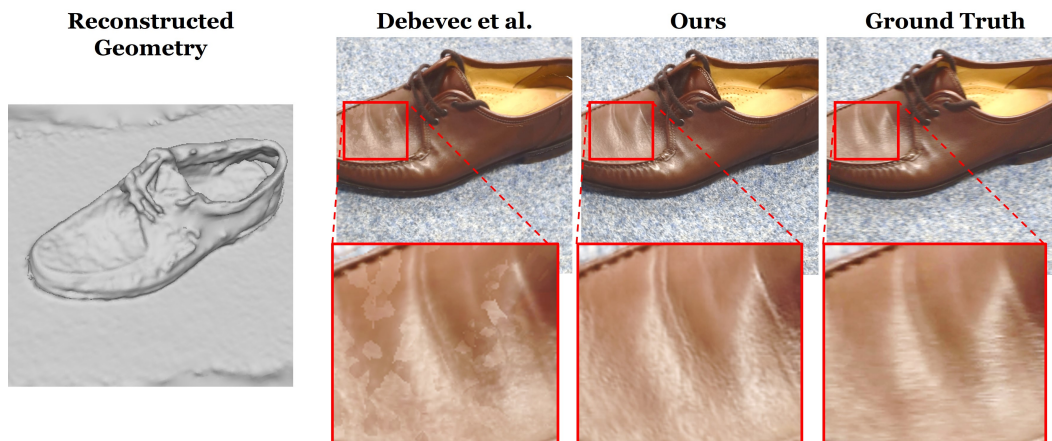 Reconstructed
Geometry
Debevec et al.
Ours
Ground Truth